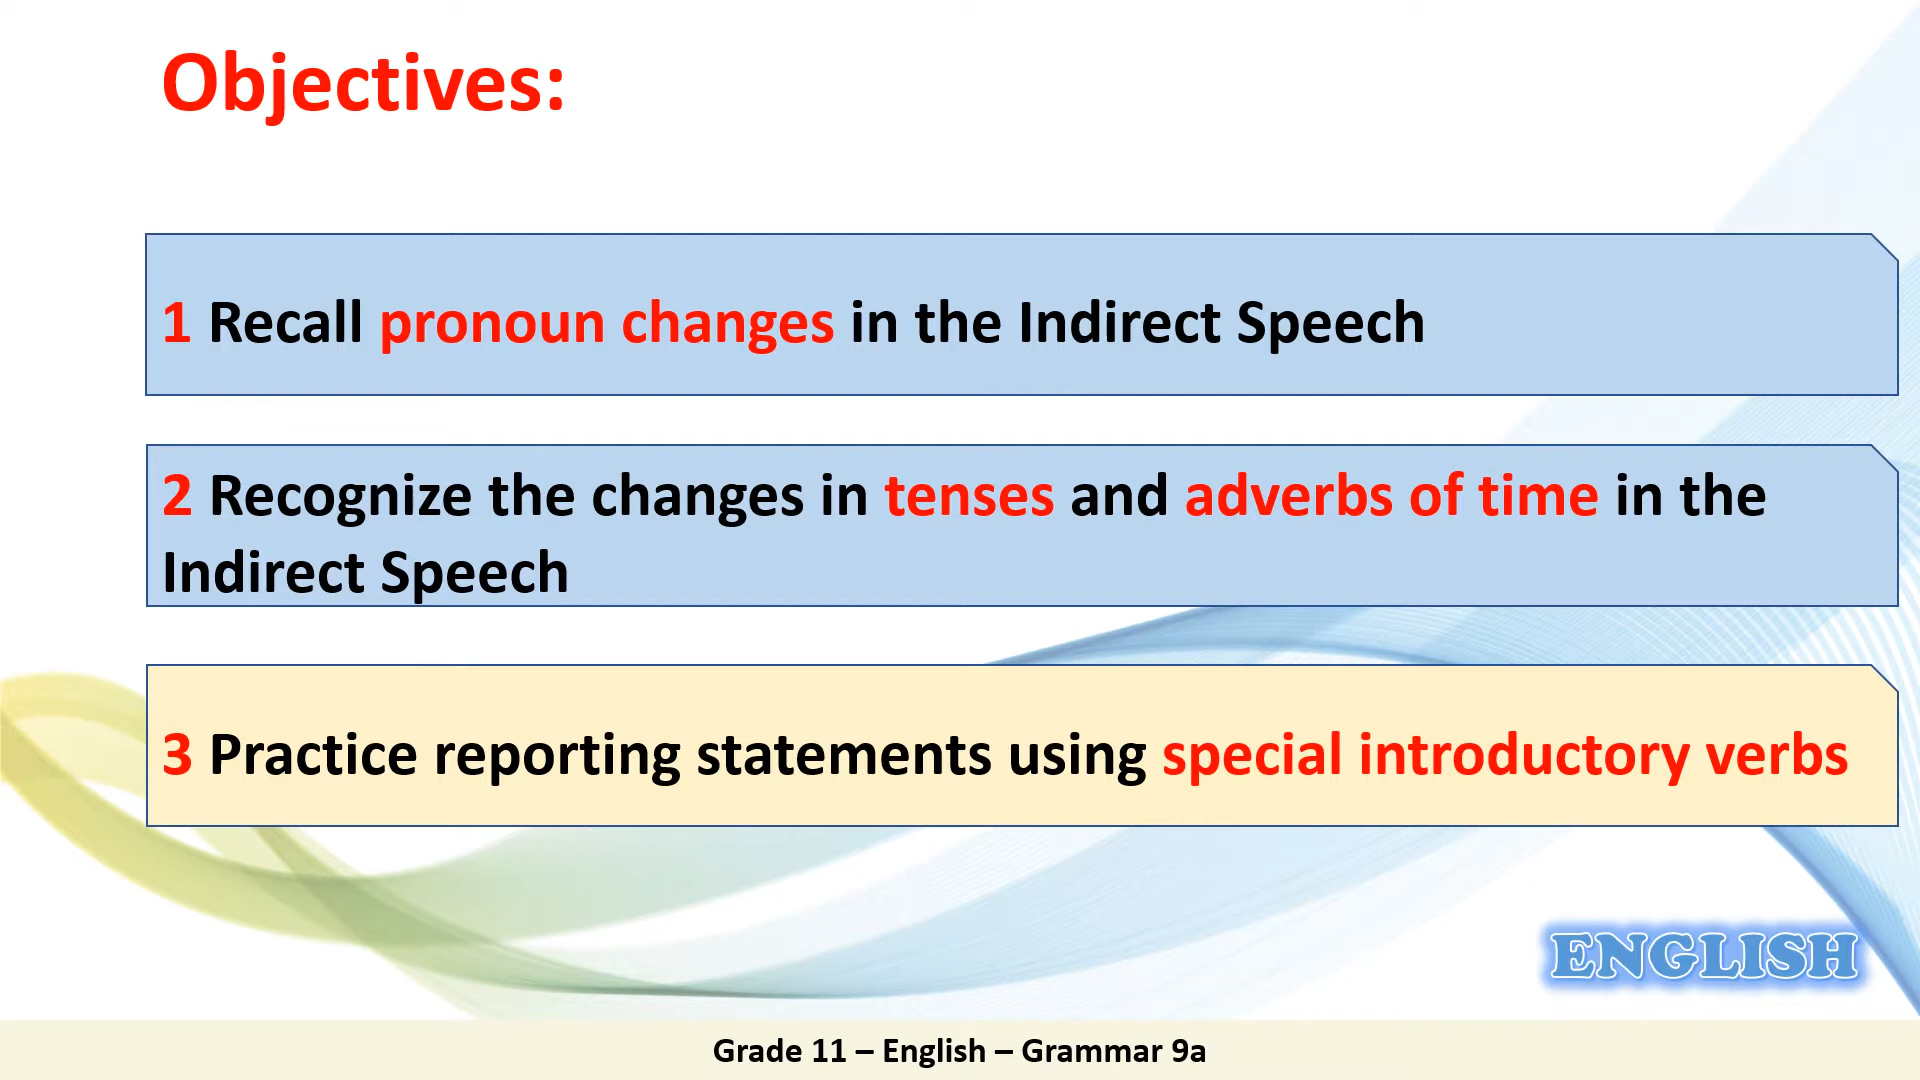 Objectives:
1 Recall pronoun changes in the Indirect Speech
2 Recognize the changes in tenses and adverbs of time in the
Indirect Speech
3 Practice reporting statements using special introductory verbs
ENGLISH
Grade 11 – English – Grammar 9a